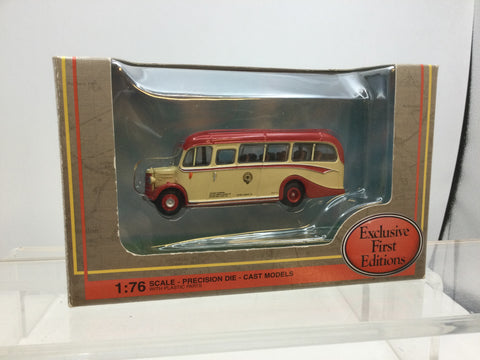 Exclusive
First
Editions
1:76 SCALE - PRECISION DIE - CAST MODELS
WITH PLASTIC PARTS